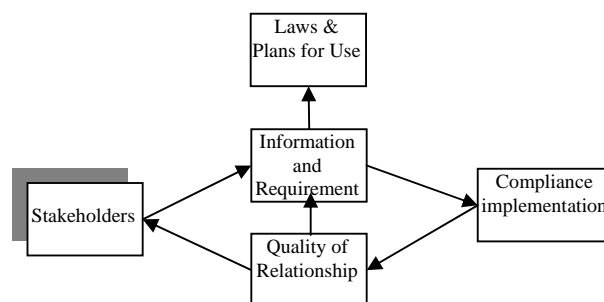 Laws &
Plans for Use
Information
and
Requirement
Stakeholders
Compliance
implementation
Quality of
Relationship